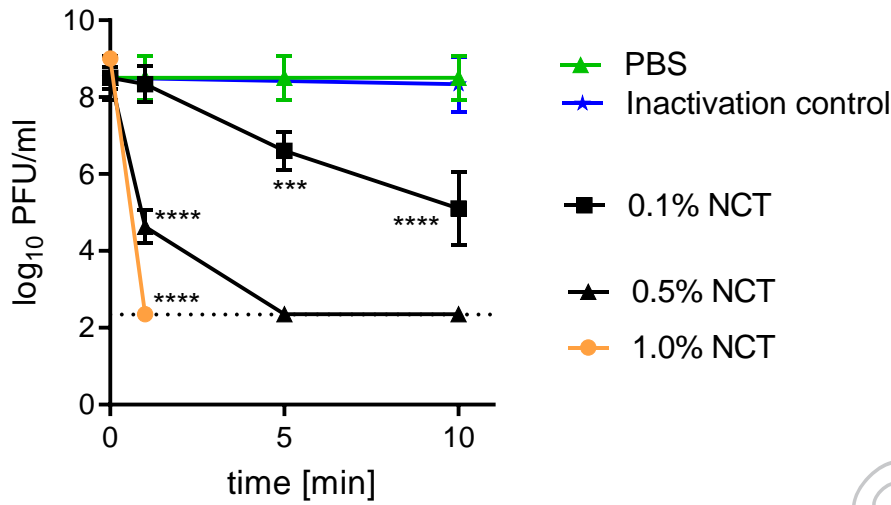 10
8
6
4
2
0
log10 PFU/ml
***
****
****
****
0
5
10
time [min]
PBS
Inactivation control
0.1% NCT
0.5% NCT
1.0% NCT